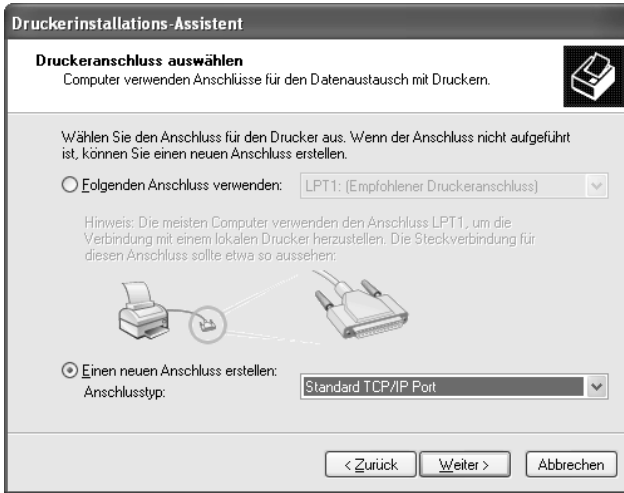 Druckerinstallations-Assistent
Druckeranschluss auswählen
Computer verwenden Anschlüsse für den Datenaustausch mit Druckern.
Wählen Sie den Anschluss für den Drucker aus. Wenn der Anschluss nicht aufgeführt
ist, können Sie einen neuen Anschluss erstellen.
Folgenden Anschluss verwenden: LPT1: (Empfohlener Druckeranschluss)
Hinweis: Die meisten Computer verwenden den Anschluss LPT1, um die
Verbindung mit einem lokalen Drucker herzustellen. Die Steckverbindung für
diesen Anschluss sollte etwa so aussehen:
Einen neuen Anschluss erstellen:
Anschlusstyp: Standard TCP/IP Port
< Zurück Weiter > Abbrechen